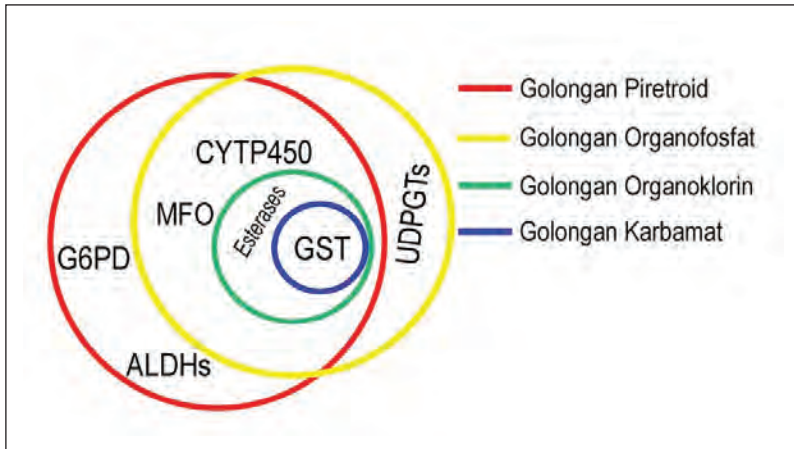 CYTP450
MFO
Esterases
GST
UDPGTs
G6PD
ALDHs
Golongan Piretroid
Golongan Organofosfat
Golongan Organoklorin
Golongan Karbamat